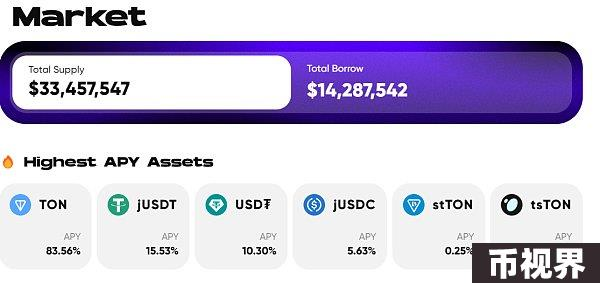 Market
Total Supply
$33,457,547
Total Borrow
$14,287,542
Highest APY Assets
TON
APY
83.56%
jUSDT
APY
15.53%
USD₮
APY
10.30%
jUSDC
APY
5.63%
stTON
APY
0.25%
tsTON
APY
币视界